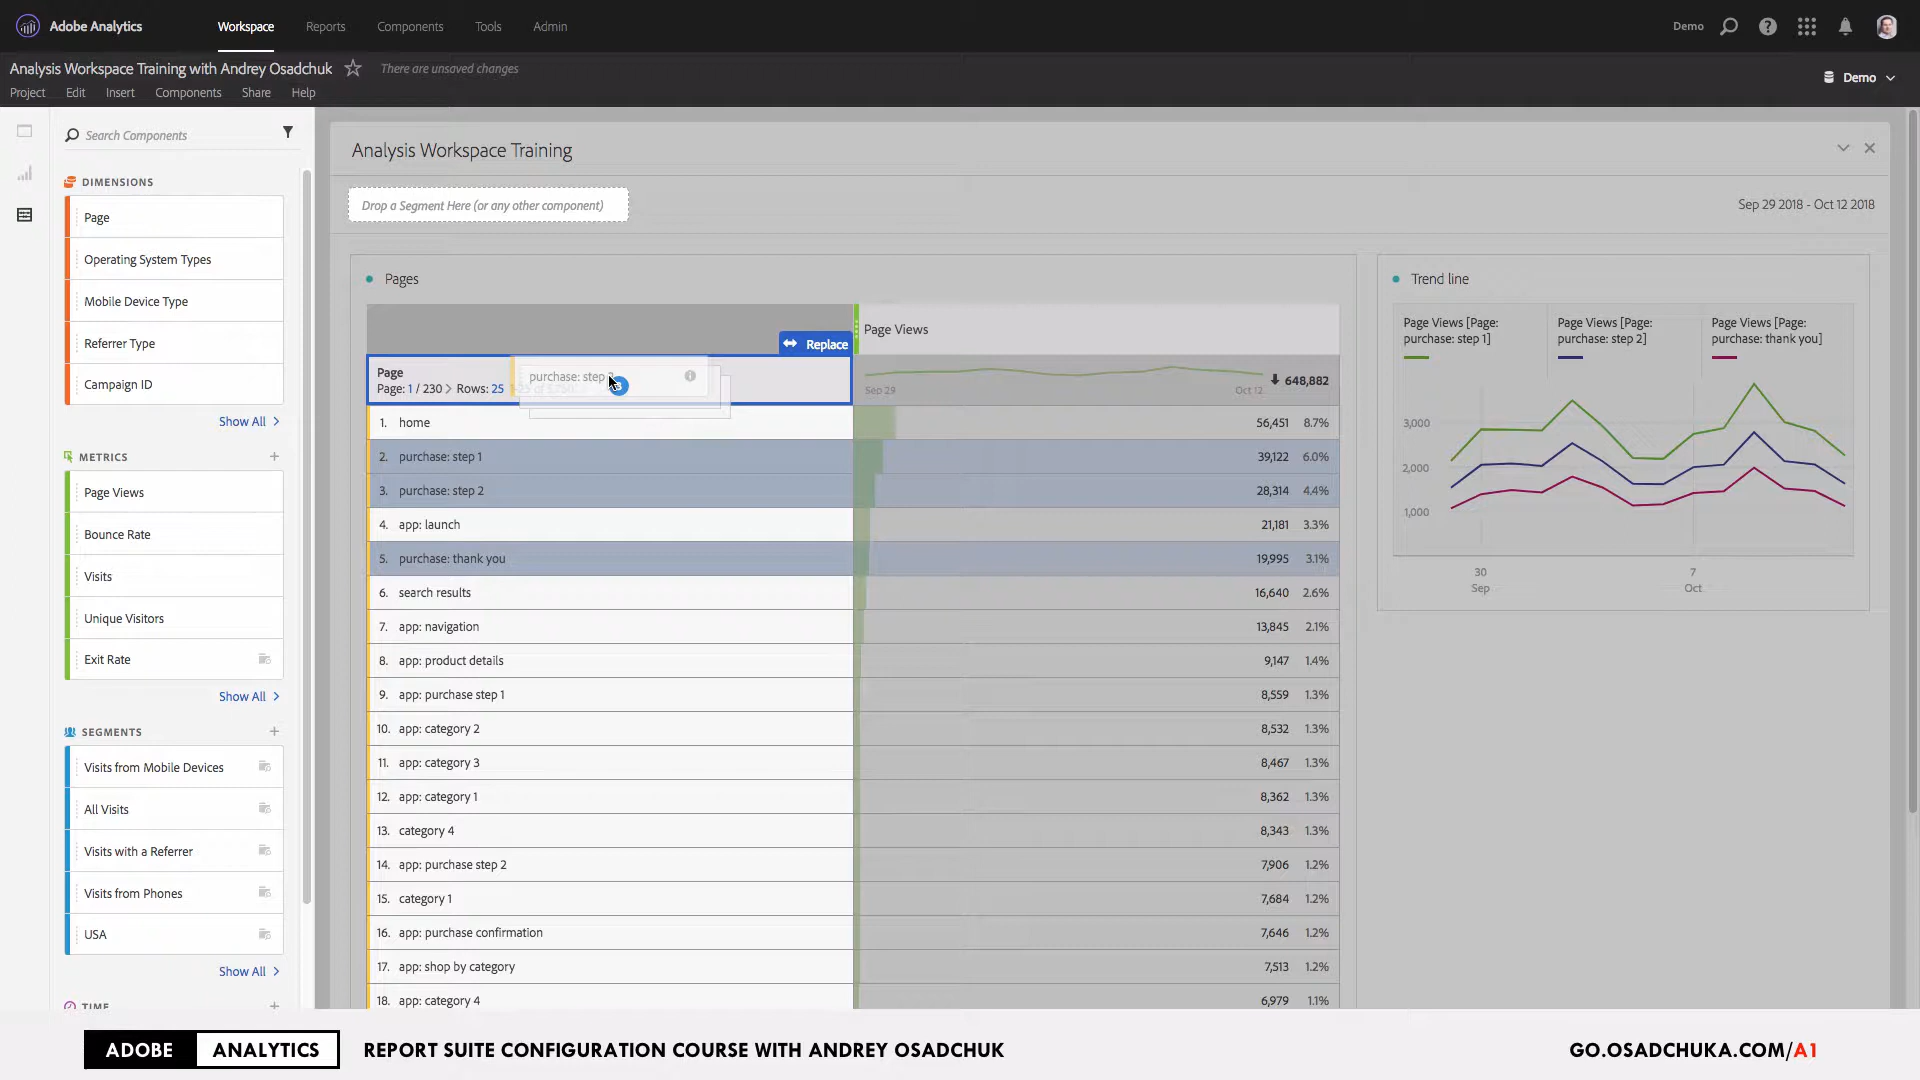 Adobe Analytics
Workspace
Reports
Components
Tools
Admin
Demo
Analysis Workspace Training with Andrey Osadchuk
There are unsaved changes
Demo
Project
Edit
Insert
Components
Share
Help
Search Components
DIMENSIONS
Page
Operating System Types
Mobile Device Type
Referrer Type
Campaign ID
Show All
METRICS
Page Views
Bounce Rate
Visits
Unique Visitors
Exit Rate
Show All
SEGMENTS
Visits from Mobile Devices
All Visits
Visits with a Referrer
Visits from Phones
USA
Show All
TIME
Analysis Workspace Training
Drop a Segment Here (or any other component)
Sep 29 2018 - Oct 12 2018
Pages
Replace
Page Views
Page
Page: 1 / 230 > Rows: 25
purchase: step
Sep 29
Oct 12
648,882
1. home 56,451 8.7%
2. purchase: step 1 39,122 6.0%
3. purchase: step 2 28,314 4.4%
4. app: launch 21,181 3.3%
5. purchase: thank you 19,995 3.1%
6. search results 16,640 2.6%
7. app: navigation 13,845 2.1%
8. app: product details 9,147 1.4%
9. app: purchase step 1 8,559 1.3%
10. app: category 2 8,532 1.3%
11. app: category 3 8,467 1.3%
12. app: category 1 8,362 1.3%
13. category 4 8,343 1.3%
14. app: purchase step 2 7,906 1.2%
15. category 1 7,684 1.2%
16. app: purchase confirmation 7,646 1.2%
17. app: shop by category 7,513 1.2%
18. app: category 4 6,979 1.1%
Trend line
Page Views [Page:
purchase: step 1]
Page Views [Page:
purchase: step 2]
Page Views [Page:
purchase: thank you]
3,000
2,000
1,000
30
Sep
7
Oct
ADOBE ANALYTICS
REPORT SUITE CONFIGURATION COURSE WITH ANDREY OSADCHUK
GO.OSADCHUKA.COM/A1